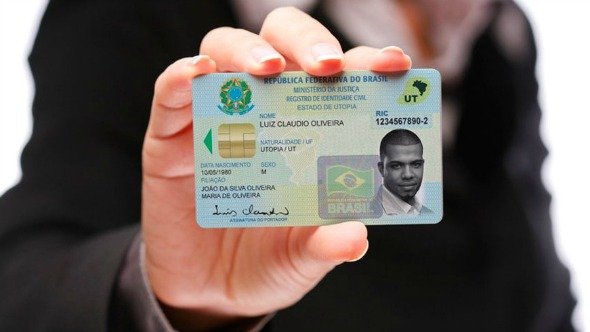 REPÚBLICA FEDERATIVA DO BRASIL
MINISTÉRIO DA JUSTIÇA
REGISTRO DE IDENTIDADE CIVIL
ESTADO DE UTOPIA
UT
NOME
LUIZ CLAUDIO OLIVEIRA
RIC
1234567890-2
NATURALIDADE / UF
UTOPIA / UT
DATA NASCIMENTO
10/05/1980
SEXO
M
FILIAÇÃO
JOÃO DA SILVA OLIVEIRA
MARIA DE OLIVEIRA
BRASIL
ASSINATURA DO PORTADOR